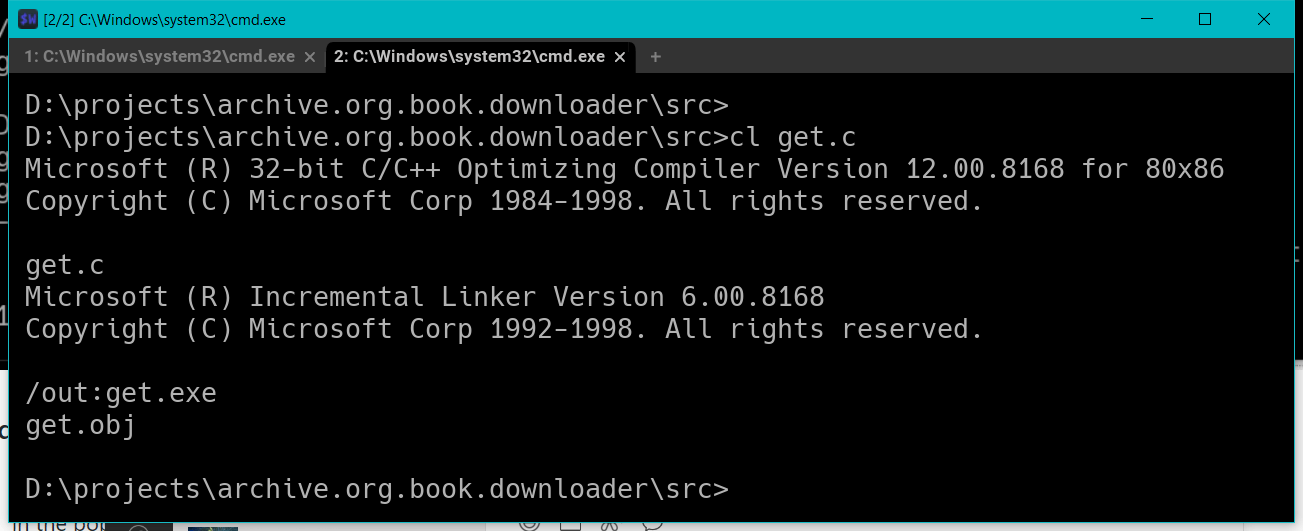 [2/2] C:\Windows\system32\cmd.exe
1: C:\Windows\system32\cmd.exe 2: C:\Windows\system32\cmd.exe
D:\projects\archive.org.book.downloader\src>
D:\projects\archive.org.book.downloader\src>cl get.c
Microsoft (R) 32-bit C/C++ Optimizing Compiler Version 12.00.8168 for 80x86
Copyright (C) Microsoft Corp 1984-1998. All rights reserved.
get.c
Microsoft (R) Incremental Linker Version 6.00.8168
Copyright (C) Microsoft Corp 1992-1998. All rights reserved.
/out:get.exe
get.obj
D:\projects\archive.org.book.downloader\src>
in the